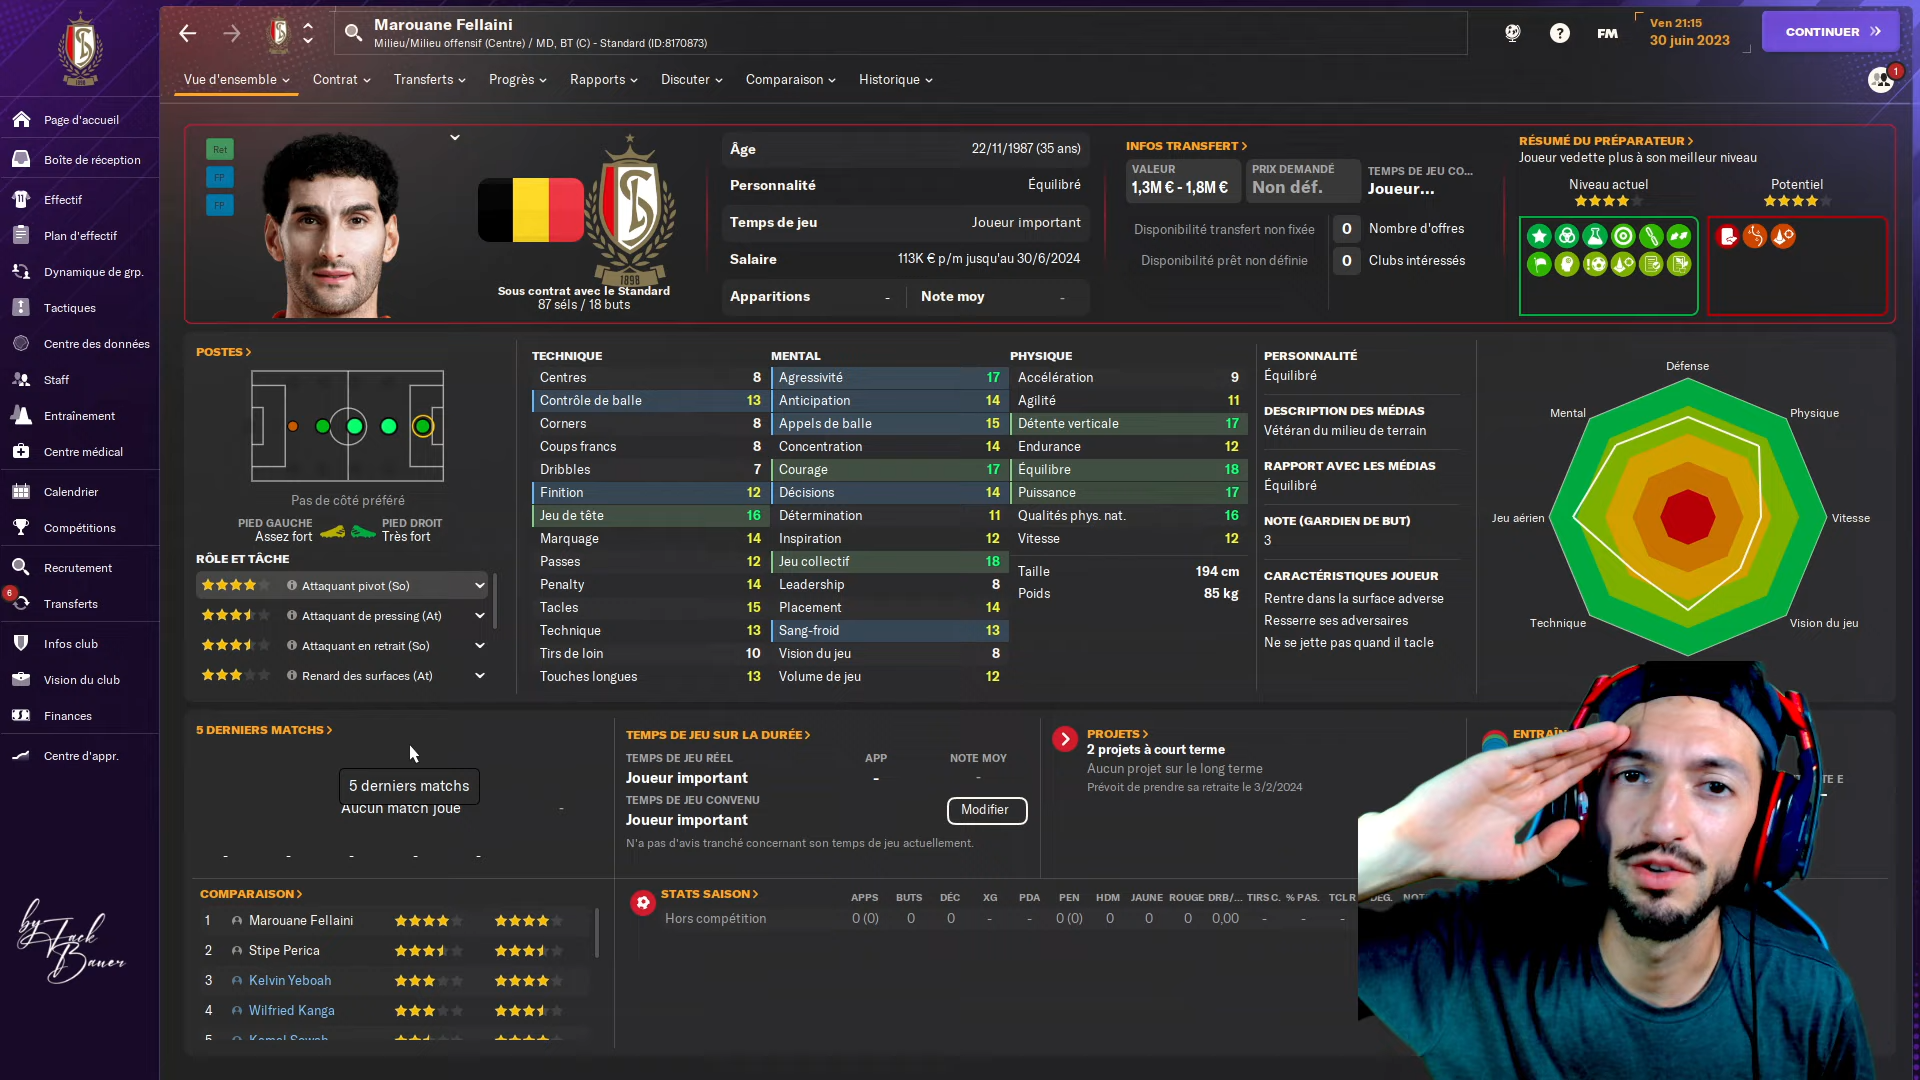 Marouane Fellaini
Milieu/Milieu offensif (Centre) / MD, BT (C) - Standard (ID:8170873)
FM
Ven 21:15
30 juin 2023
CONTINUER
Vue d'ensemble
Contrat
Transferts
Progrès
Rapports
Discuter
Comparaison
Historique
1
Page d'accueil
Boîte de réception
Effectif
Plan d'effectif
Dynamique de grp.
Tactiques
Centre des données
Staff
Entraînement
Centre médical
Calendrier
Compétitions
Recrutement
6
Transferts
Infos club
Vision du club
Finances
Centre d'appr.
by Jack Bauer
Ret
FP
FP
1898
Sous contrat avec le Standard
87 séls / 18 buts
Âge 22/11/1987 (35 ans)
Personnalité Équilibré
Temps de jeu Joueur important
Salaire 113K € p/m jusqu'au 30/6/2024
Apparitions - Note moy -
INFOS TRANSFERT
VALEUR
1,3M € - 1,8M €
PRIX DEMANDÉ
Non déf.
TEMPS DE JEU CO...
Joueur...
Disponibilité transfert non fixée
Disponibilité prêt non définie
0 Nombre d'offres
0 Clubs intéressés
RÉSUMÉ DU PRÉPARATEUR
Joueur vedette plus à son meilleur niveau
Niveau actuel
Potentiel
POSTES
Pas de côté préféré
PIED GAUCHE
Assez fort
PIED DROIT
Très fort
RÔLE ET TÂCHE
Attaquant pivot (So)
Attaquant de pressing (At)
Attaquant en retrait (So)
Renard des surfaces (At)
TECHNIQUE
Centres 8
Contrôle de balle 13
Corners 8
Coups francs 8
Dribbles 7
Finition 12
Jeu de tête 16
Marquage 14
Passes 12
Penalty 14
Tacles 15
Technique 13
Tirs de loin 10
Touches longues 13
MENTAL
Agressivité 17
Anticipation 14
Appels de balle 15
Concentration 14
Courage 17
Décisions 14
Détermination 11
Inspiration 12
Jeu collectif 18
Leadership 8
Placement 14
Sang-froid 13
Vision du jeu 8
Volume de jeu 12
PHYSIQUE
Accélération 9
Agilité 11
Détente verticale 17
Endurance 12
Équilibre 18
Puissance 17
Qualités phys. nat. 16
Vitesse 12
Taille 194 cm
Poids 85 kg
PERSONNALITÉ
Équilibré
DESCRIPTION DES MÉDIAS
Vétéran du milieu de terrain
RAPPORT AVEC LES MÉDIAS
Équilibré
NOTE (GARDIEN DE BUT)
3
CARACTÉRISTIQUES JOUEUR
Rentre dans la surface adverse
Resserre ses adversaires
Ne se jette pas quand il tacle
Défense
Physique
Vitesse
Vision du jeu
Technique
Jeu aérien
Mental
5 DERNIERS MATCHS
5 derniers matchs
Aucun match joué -
- - - - -
TEMPS DE JEU SUR LA DURÉE
TEMPS DE JEU RÉEL APP NOTE MOY
Joueur important - -
TEMPS DE JEU CONVENU
Joueur important
Modifier
N'a pas d'avis tranché concernant son temps de jeu actuellement.
PROJETS
2 projets à court terme
Aucun projet sur le long terme
Prévoit de prendre sa retraite le 3/2/2024
COMPARAISON
1 Marouane Fellaini
2 Stipe Perica
3 Kelvin Yeboah
4 Wilfried Kanga
STATS SAISON
APPS BUTS DÉC XG PDA PEN HDM JAUNE ROUGE DRB/... TIRS C. % PAS. TCL R
Hors compétition 0 (0) 0 0 - - 0 (0) 0 0 0 0,00 - - -